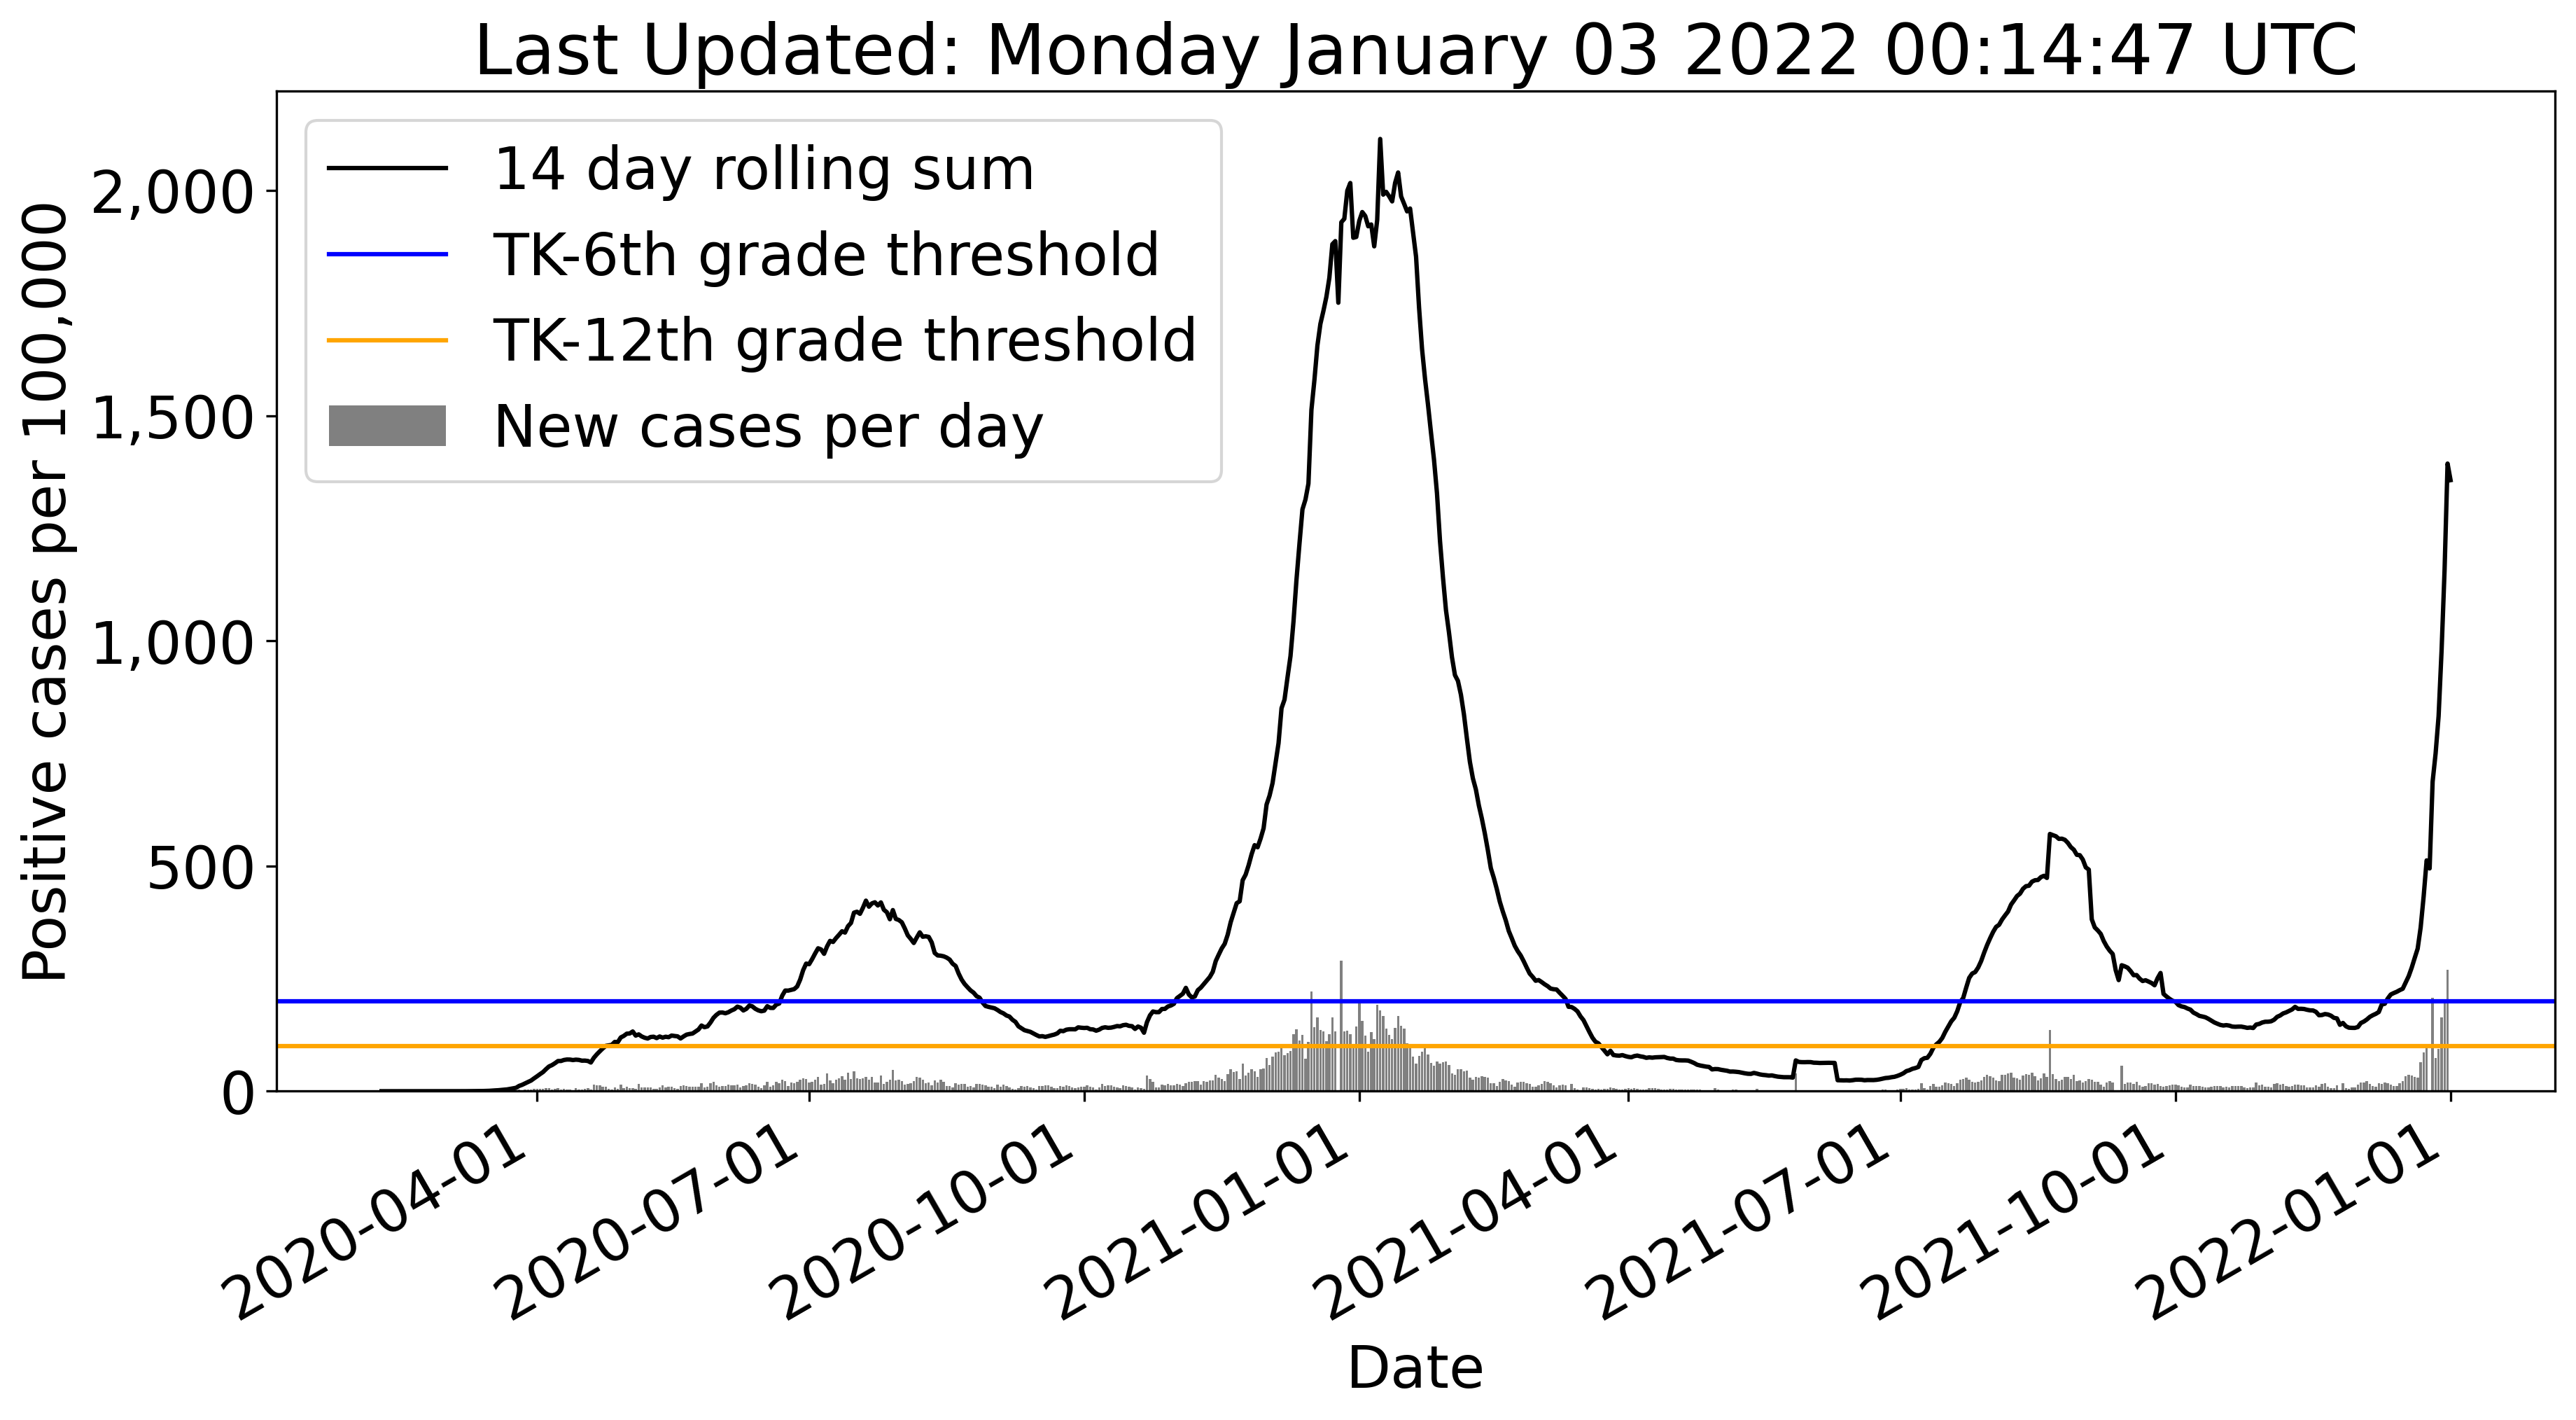 Last Updated: Monday January 03 2022 00:14:47 UTC
14 day rolling sum
TK-6th grade threshold
TK-12th grade threshold
New cases per day
Positive cases per 100,000
2,000
1,500
1,000
500
0
2020-04-01
2020-07-01
2020-10-01
2021-01-01
2021-04-01
2021-07-01
2021-10-01
2022-01-01
Date